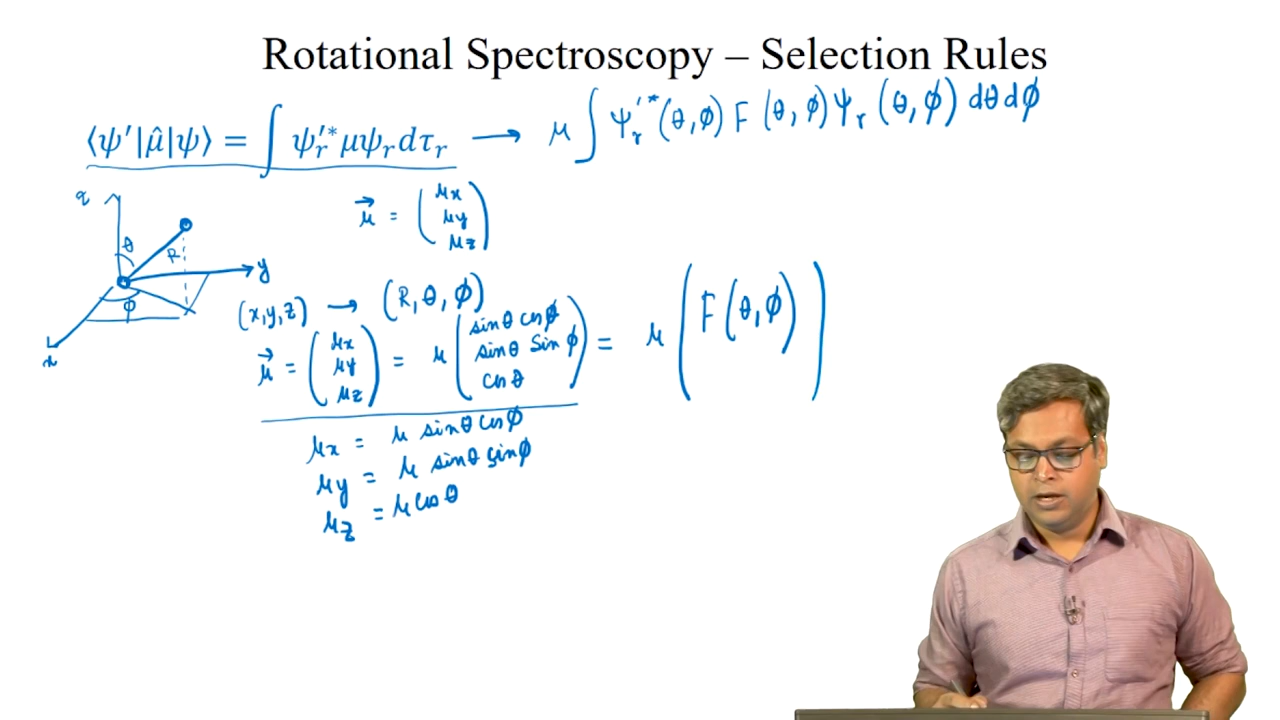 Rotational Spectroscopy – Selection Rules
⟨ψ′|μ̂|ψ⟩ = ∫ ψ′ᵣ* μψᵣ dτᵣ ⟶ μ ∫ Ψᵣ′* (θ, ϕ) F (θ, ϕ) Ψᵣ (θ, ϕ) dθ dϕ
z
θ
R
y
ϕ
x
μ⃗ = ( μx
μy
μz )
(x,y,z) → (R, θ, ϕ)
μ⃗ = ( μx μy μz ) = μ ( sinθ cosϕ
sinθ sinϕ
cosθ ) = μ ( F(θ, ϕ) )
μx = μ sinθ cosϕ
μy = μ sinθ sinϕ
μz = μ cosθ